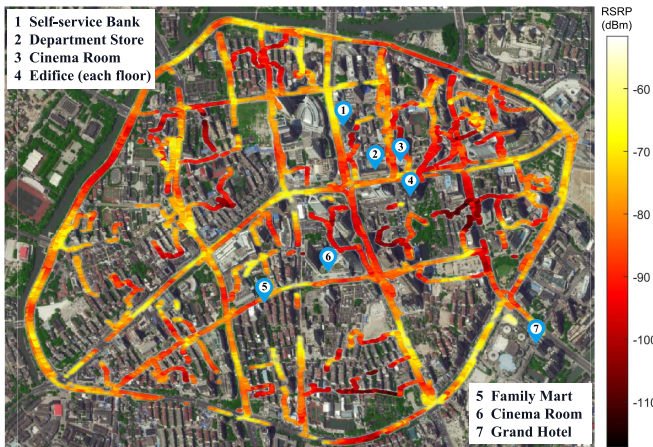 1 Self-service Bank
2 Department Store
3 Cinema Room
4 Edifice (each floor)
RSRP
(dBm)
-60
-70
-80
-90
-100
-110
1
2
3
4
5
6
7
5 Family Mart
6 Cinema Room
7 Grand Hotel